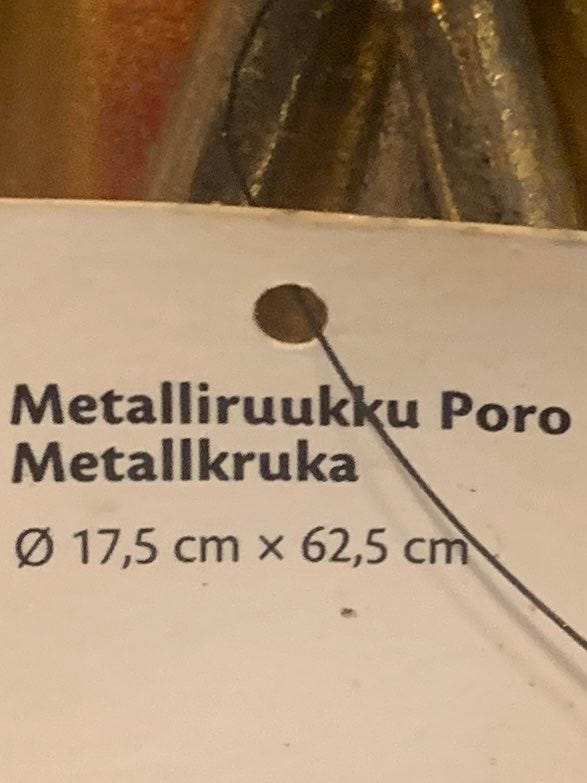 Metalliruukku Poro
Metallkruka
Ø 17,5 cm × 62,5 cm